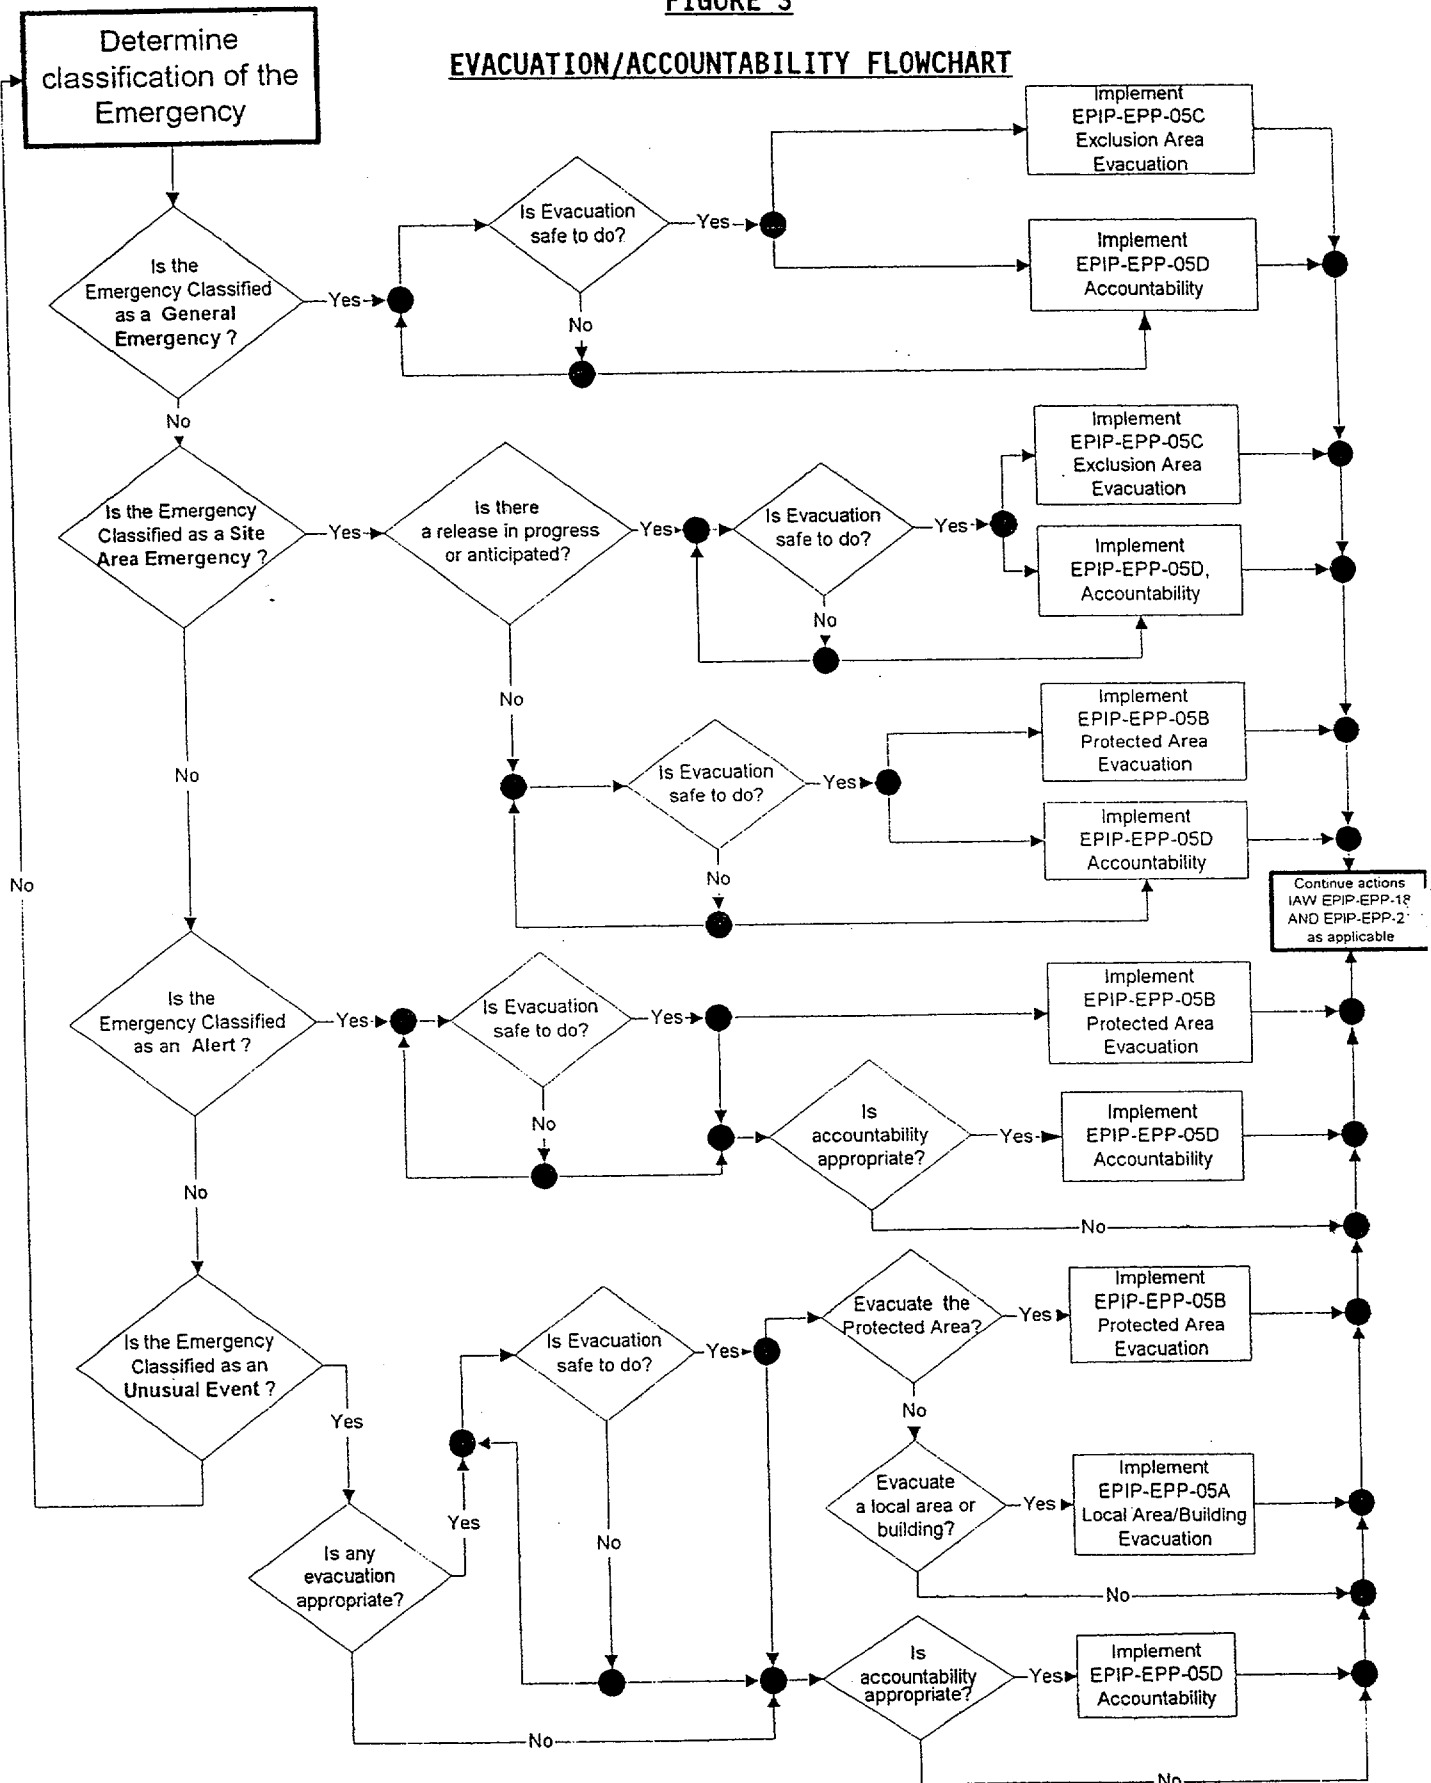 FIGURE 3
EVACUATION/ACCOUNTABILITY FLOWCHART
Determine
classification of the
Emergency
Is the
Emergency Classified
as a General
Emergency ?
Yes
No
Is Evacuation
safe to do?
Yes
No
Implement
EPIP-EPP-05C
Exclusion Area
Evacuation
Implement
EPIP-EPP-05D
Accountability
Is the Emergency
Classified as a Site
Area Emergency ?
Yes
No
Is there
a release in progress
or anticipated?
Yes
No
Is Evacuation
safe to do?
Yes
No
Implement
EPIP-EPP-05C
Exclusion Area
Evacuation
Implement
EPIP-EPP-05D,
Accountability
Is Evacuation
safe to do?
Yes
No
Implement
EPIP-EPP-05B
Protected Area
Evacuation
Implement
EPIP-EPP-05D
Accountability
Continue actions
IAW
AND
as applicable
No
Is the
Emergency Classified
as an Alert ?
Yes
No
Is Evacuation
safe to do?
Yes
No
Implement
EPIP-EPP-05B
Protected Area
Evacuation
Is
accountability
appropriate?
Yes
No
Implement
EPIP-EPP-05D
Accountability
Is the Emergency
Classified as an
Unusual Event ?
Yes
Is any
evacuation
appropriate?
Yes
No
Is Evacuation
safe to do?
Yes
No
Evacuate the
Protected Area?
Yes
No
Implement
EPIP-EPP-05B
Protected Area
Evacuation
Evacuate
a local area or
building?
Yes
No
Implement
EPIP-EPP-05A
Local Area/Building
Evacuation
Is
accountability
appropriate?
Yes
No
Implement
EPIP-EPP-05D
Accountability